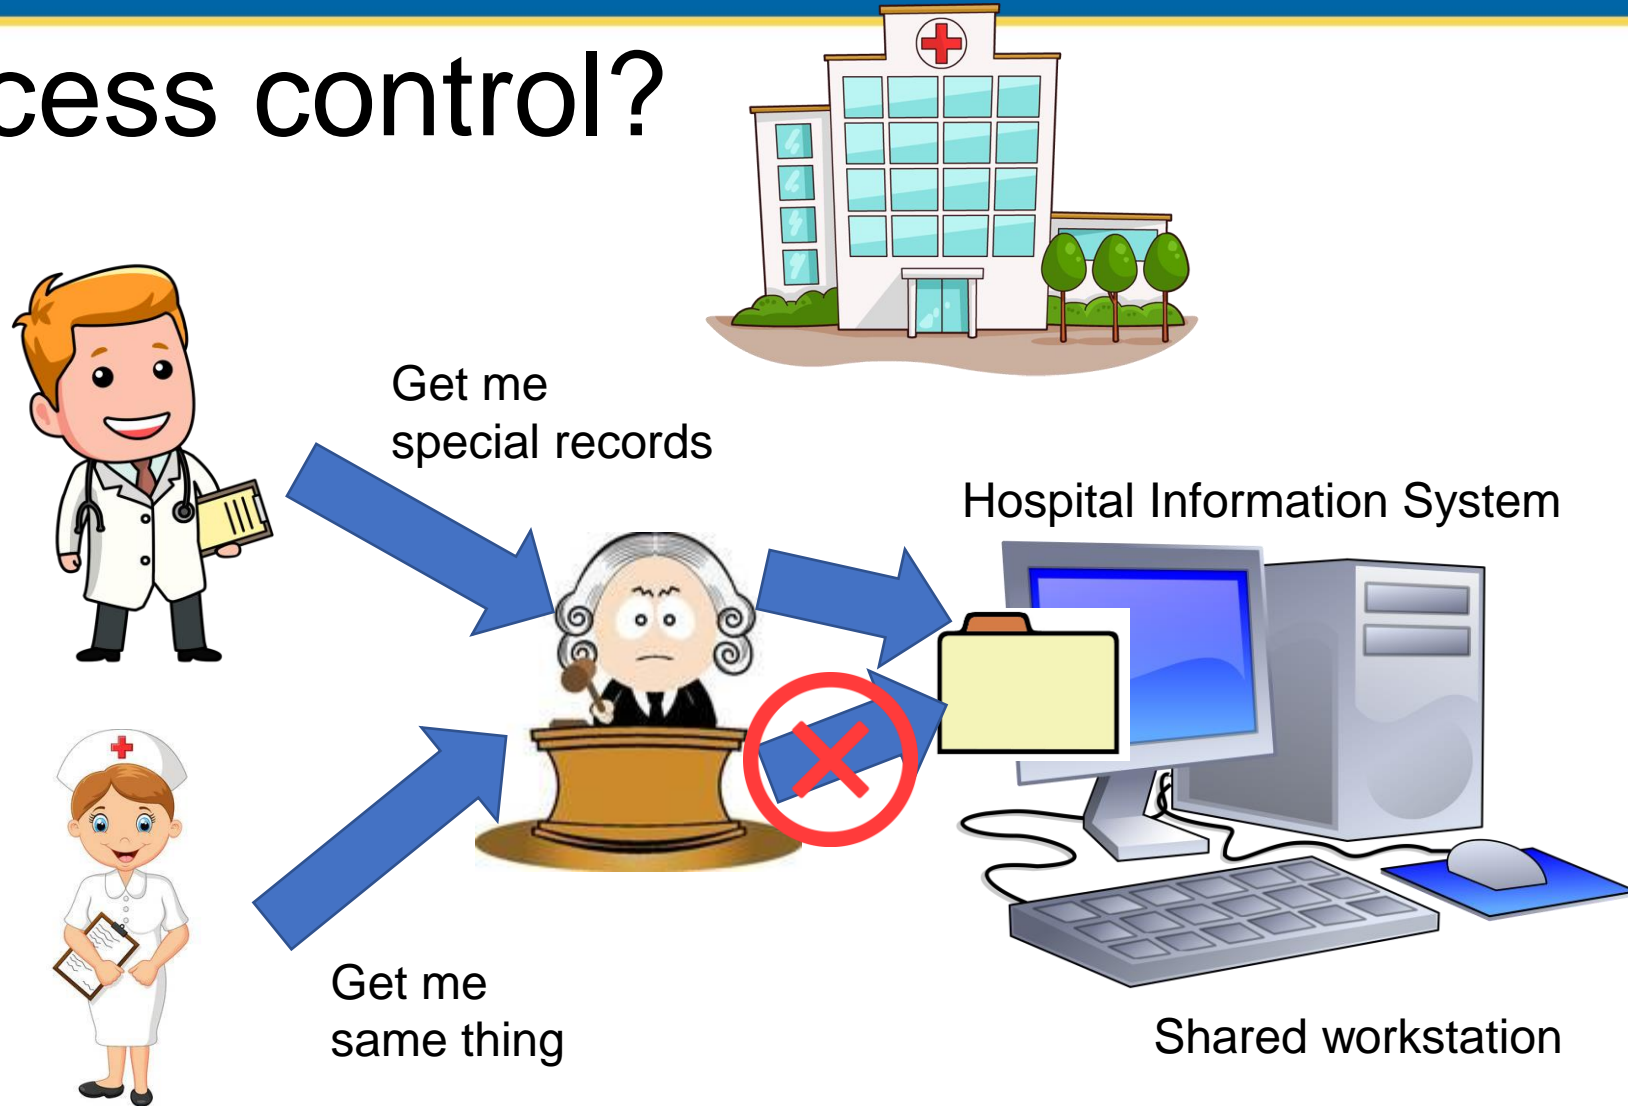 cess control?
Get me
special records
Hospital Information System
Get me
same thing
Shared workstation